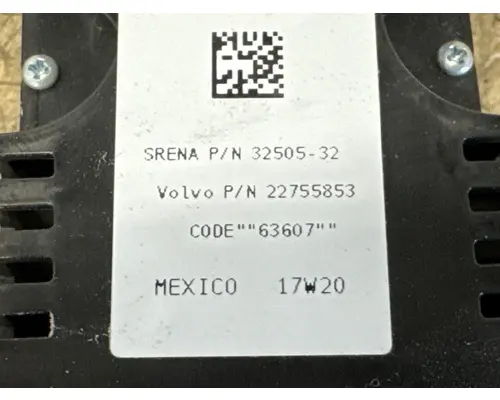 SRENA P/N 32505-32
Volvo P/N 22755853
CODE""63607""
MEXICO 17W20